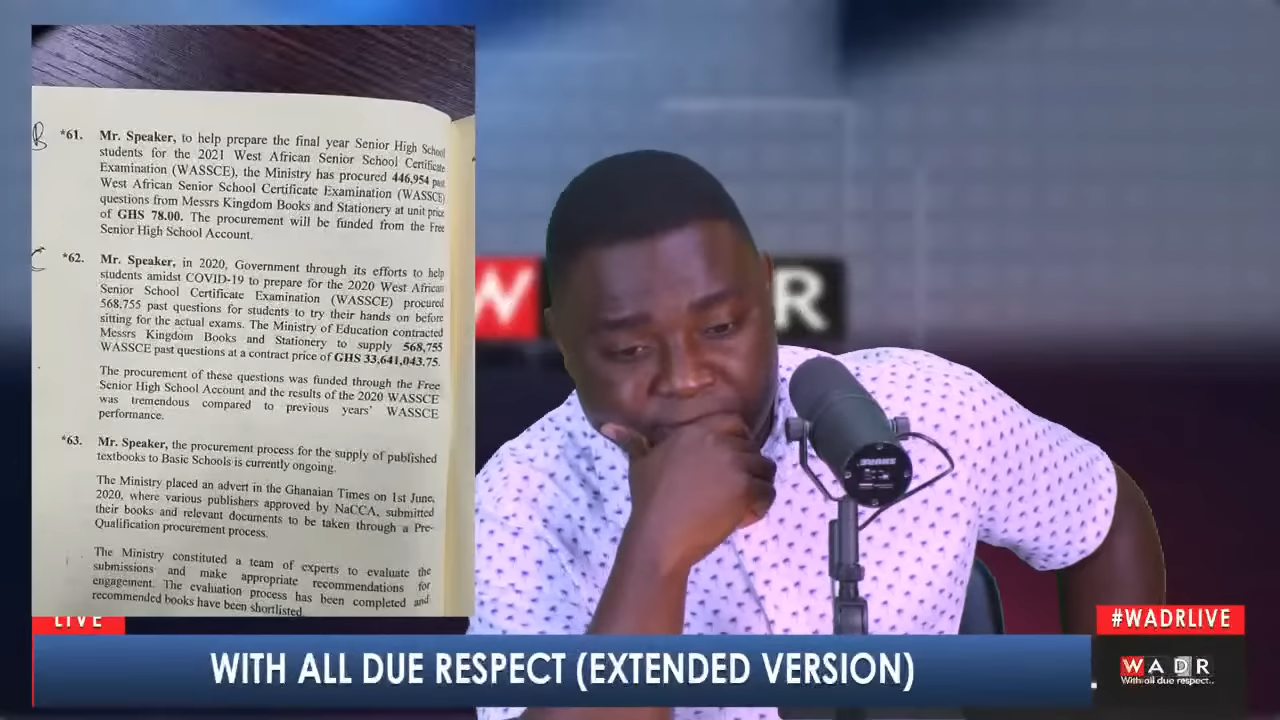 *61. Mr. Speaker, to help prepare the final year Senior High School
students for the 2021 West African Senior School Certificate
Examination (WASSCE), the Ministry has procured 446,954 past
West African Senior School Certificate Examination (WASSCE)
questions from Messrs Kingdom Books and Stationery at unit price
of GHS 78.00. The procurement will be funded from the Free
Senior High School Account.
*62. Mr. Speaker, in 2020, Government through its efforts to help
students amidst COVID-19 to prepare for the 2020 West African
Senior School Certificate Examination (WASSCE) procured
568,755 past questions for students to try their hands on before
sitting for the actual exams. The Ministry of Education contracted
Messrs Kingdom Books and Stationery to supply 568,755
WASSCE past questions at a contract price of GHS 33,641,043.75.
The procurement of these questions was funded through the Free
Senior High School Account and the results of the 2020 WASSCE
was tremendous compared to previous years' WASSCE
performance.
*63. Mr. Speaker, the procurement process for the supply of published
textbooks to Basic Schools is currently ongoing.
The Ministry placed an advert in the Ghanaian Times on 1st June,
2020, where various publishers approved by NaCCA, submitted
their books and relevant documents to be taken through a Pre-
Qualification procurement process.
The Ministry constituted a team of experts to evaluate the
submissions and make appropriate recommendations for
engagement. The evaluation process has been completed and
recommended books have been shortlisted.
W R
SHURE
LIVE
#WADRLIVE
WITH ALL DUE RESPECT (EXTENDED VERSION)
WADR
With all due respect..